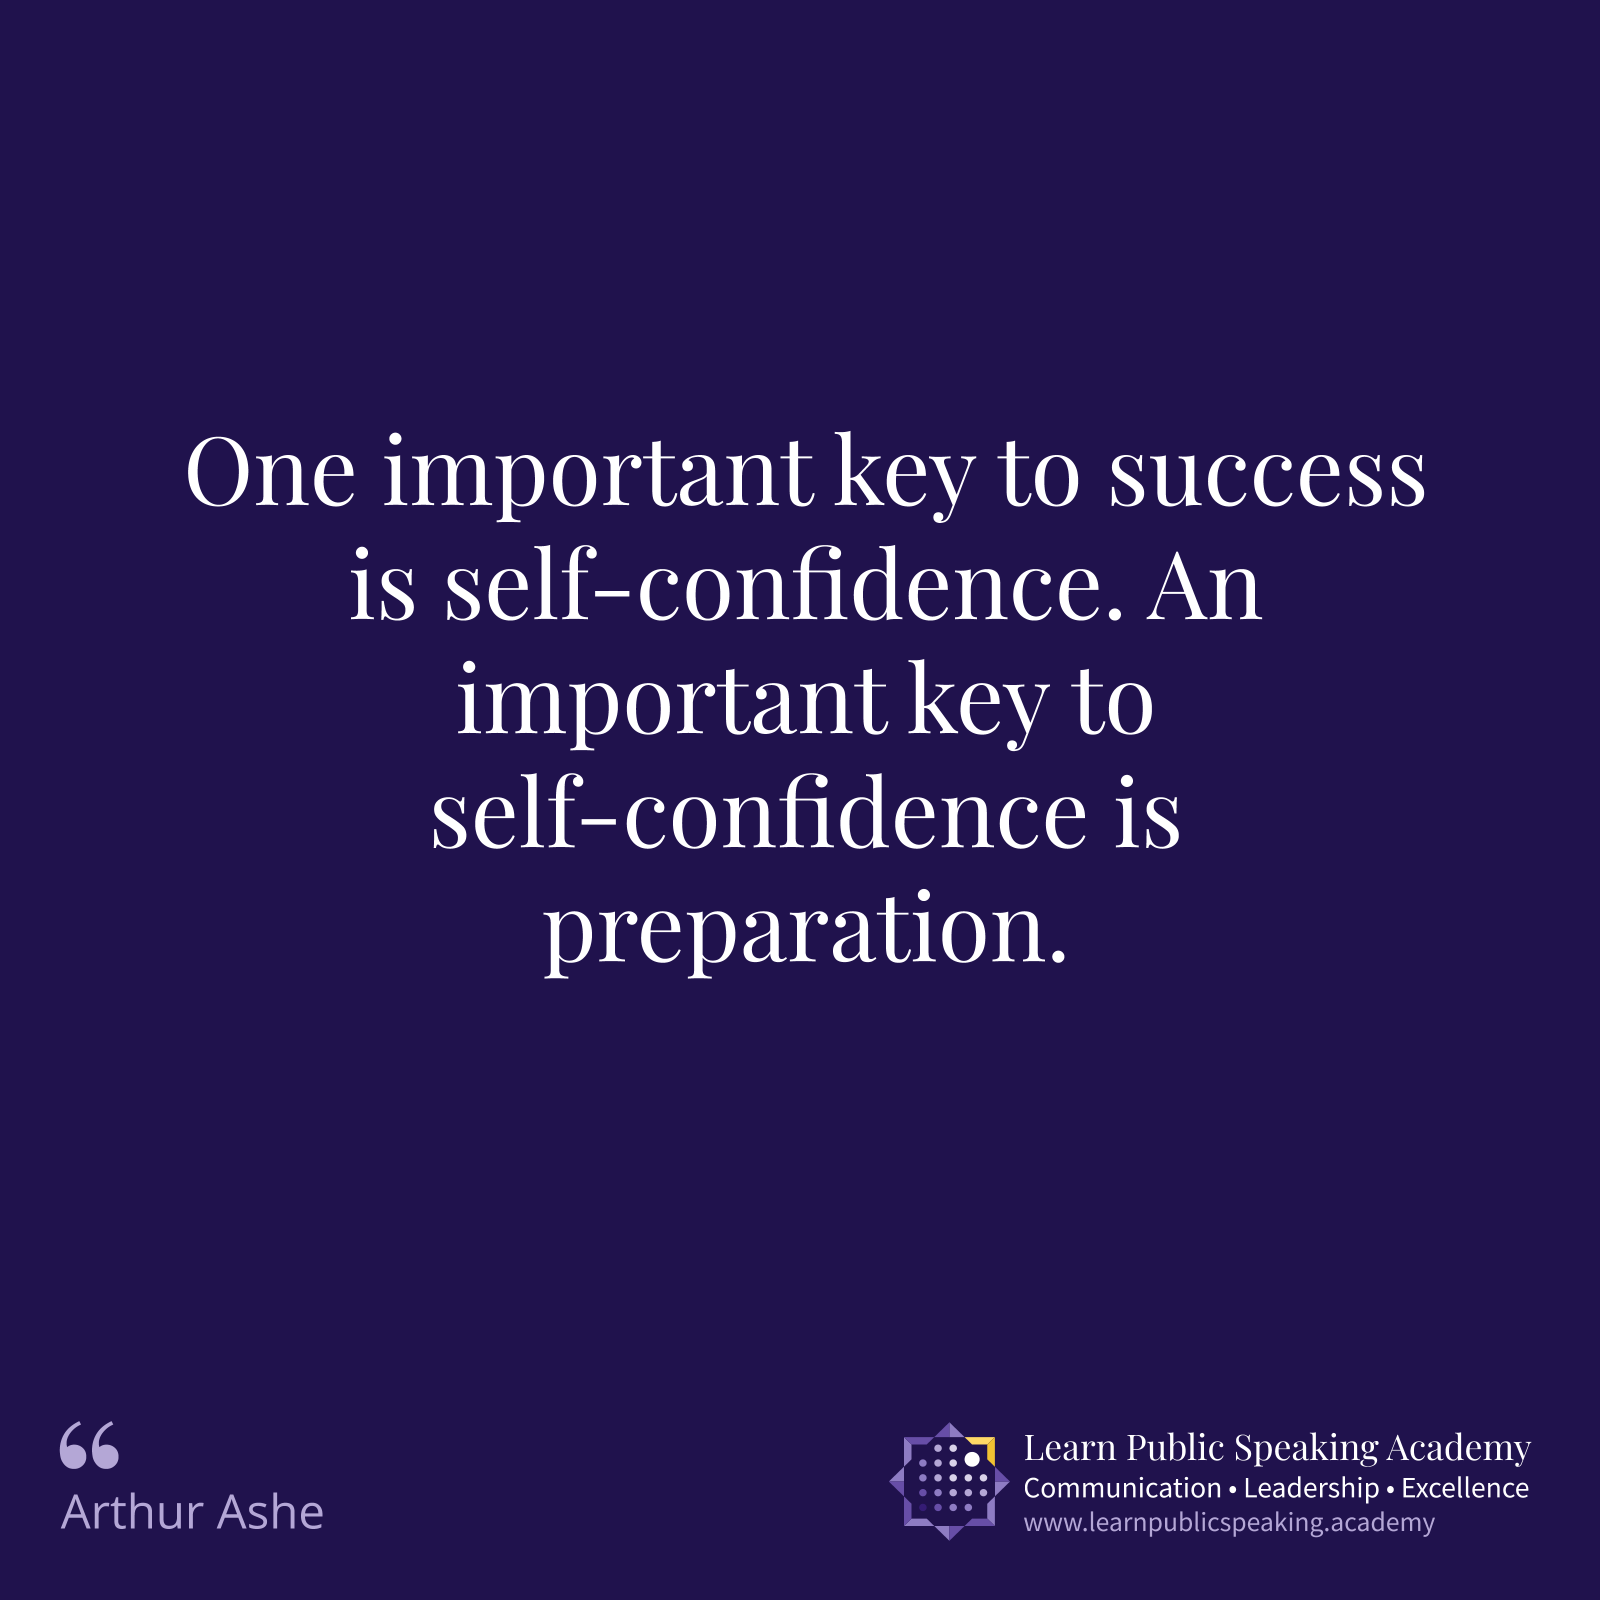 One important key to success
is self-confidence. An
important key to
self-confidence is
preparation.
“
Arthur Ashe
Learn Public Speaking Academy
Communication • Leadership • Excellence
www.learnpublicspeaking.academy